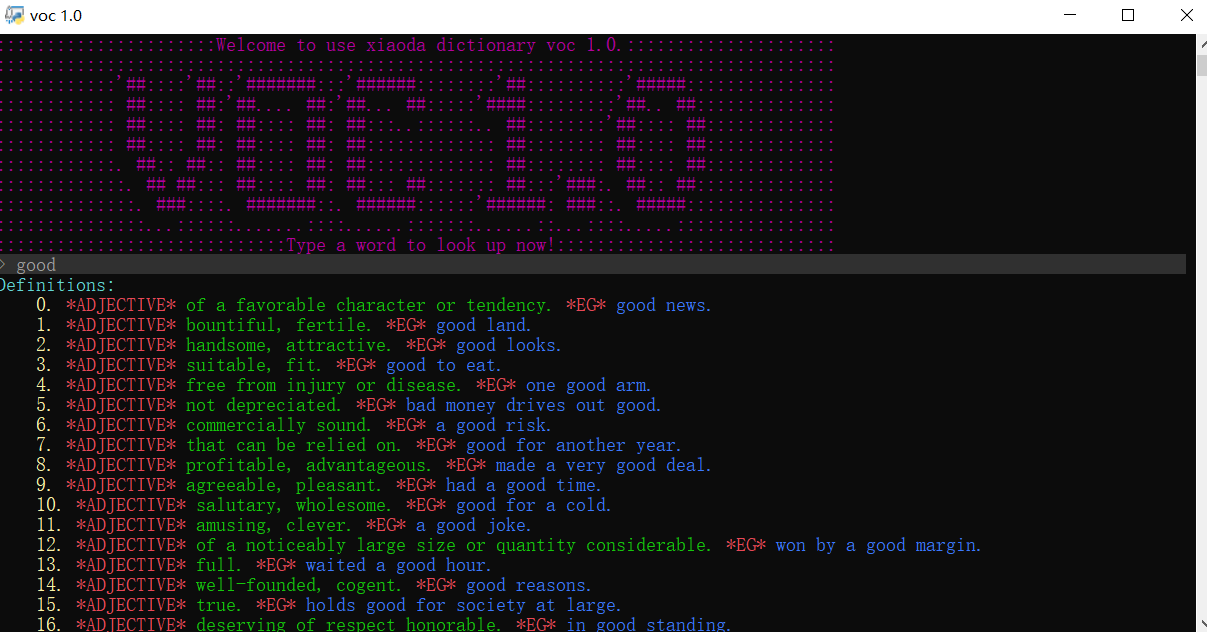 voc 1.0
Welcome to use xiaoda dictionary voc 1.0.
VOC 1.0
Type a word to look up now!
> good
Definitions:
0. *ADJECTIVE* of a favorable character or tendency. *EG* good news.
1. *ADJECTIVE* bountiful, fertile. *EG* good land.
2. *ADJECTIVE* handsome, attractive. *EG* good looks.
3. *ADJECTIVE* suitable, fit. *EG* good to eat.
4. *ADJECTIVE* free from injury or disease. *EG* one good arm.
5. *ADJECTIVE* not depreciated. *EG* bad money drives out good.
6. *ADJECTIVE* commercially sound. *EG* a good risk.
7. *ADJECTIVE* that can be relied on. *EG* good for another year.
8. *ADJECTIVE* profitable, advantageous. *EG* made a very good deal.
9. *ADJECTIVE* agreeable, pleasant. *EG* had a good time.
10. *ADJECTIVE* salutary, wholesome. *EG* good for a cold.
11. *ADJECTIVE* amusing, clever. *EG* a good joke.
12. *ADJECTIVE* of a noticeably large size or quantity considerable. *EG* won by a good margin.
13. *ADJECTIVE* full. *EG* waited a good hour.
14. *ADJECTIVE* well-founded, cogent. *EG* good reasons.
15. *ADJECTIVE* true. *EG* holds good for society at large.
16. *ADJECTIVE* deserving of respect honorable. *EG* in good standing.